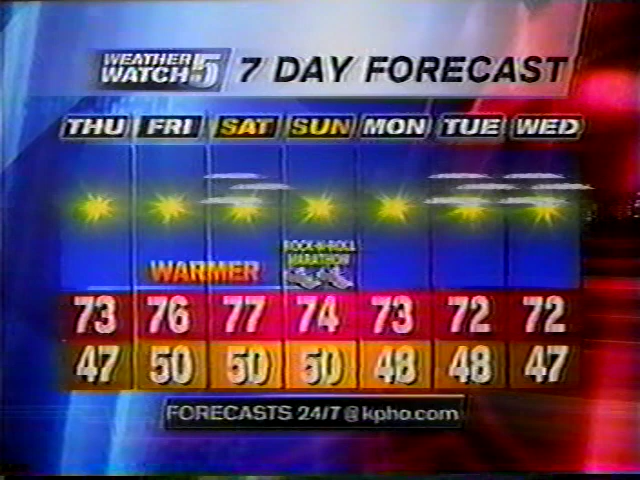 WEATHER WATCH 5
7 DAY FORECAST
THU FRI SAT SUN MON TUE WED
ROCK-N-ROLL
MARATHON
WARMER
73 76 77 74 73 72 72
47 50 50 50 48 48 47
FORECASTS 24/7@kpho.com